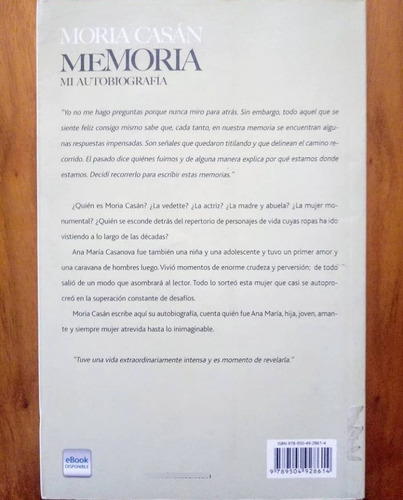 MORIA CASÁN
MEMORIA
MI AUTOBIOGRAFÍA
"Yo no me hago preguntas porque nunca miro para atrás. Sin embargo, todo aquel que se
siente feliz consigo mismo sabe que, cada tanto, en nuestra memoria se encuentran algu-
nas respuestas impensadas. Son señales que quedaron titilando y que delinean el camino re-
corrido. El pasado dice quiénes fuimos y de alguna manera explica por qué estamos donde
estamos. Decidí recorrerlo para escribir estas memorias."
¿Quién es Moria Casán? ¿La vedette? ¿La actriz? ¿La madre y abuela? ¿La mujer mo-
numental? ¿Quién se esconde detrás del repertorio de personajes de vida cuyas ropas ha ido
vistiendo a lo largo de las décadas?
Ana María Casanova fue también una niña y una adolescente y tuvo un primer amor y
una caravana de hombres luego. Vivió momentos de enorme crudeza y perversión; de todo
salió de un modo que asombrará al lector. Todo lo sorteó esta mujer que casi se autopro-
creó en la superación constante de desafíos.
Moria Casán escribe aquí su autobiografía, cuenta quién fue Ana María, hija, joven, aman-
te y siempre mujer atrevida hasta lo inimaginable.
"Tuve una vida extraordinariamente intensa y es momento de revelarla."
ISBN 978-950-49-2861-4
9789504928614
eBook
DISPONIBLE